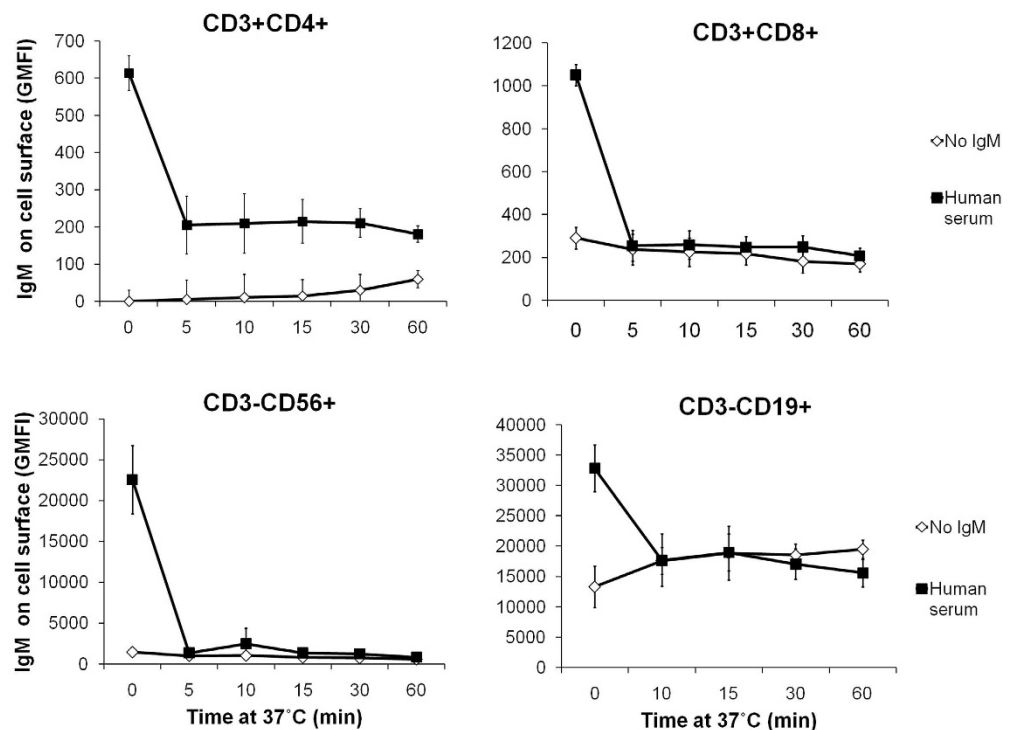 CD3+CD4+
IgM on cell surface (GMFI)
700
600
500
400
300
200
100
0
0 5 10 15 30 60
CD3+CD8+
1200
1000
800
600
400
200
0
0 5 10 15 30 60
No IgM
Human
serum
CD3-CD56+
IgM on cell surface (GMFI)
30000
25000
20000
15000
10000
5000
0
0 5 10 15 30 60
Time at 37˚C (min)
CD3-CD19+
40000
35000
30000
25000
20000
15000
10000
5000
0
0 10 15 30 60
Time at 37˚C (min)
No IgM
Human
serum